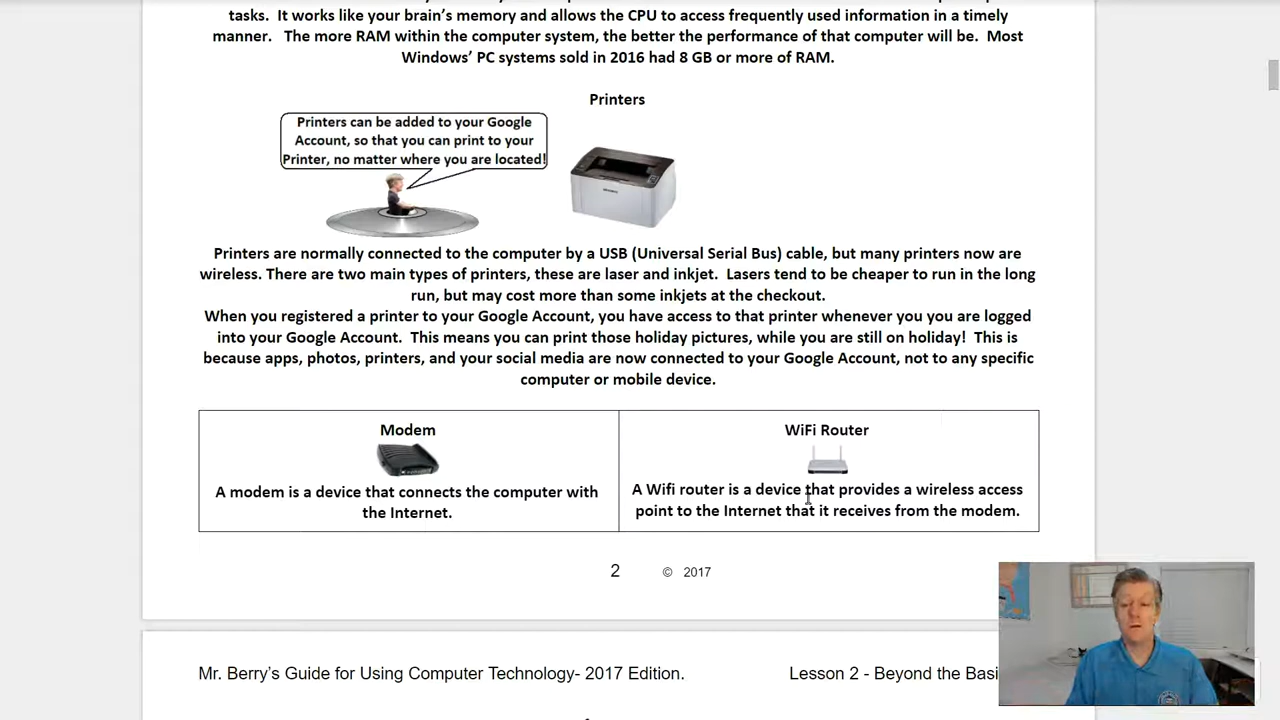 tasks.  It works like your brain's memory and allows the CPU to access frequently used information in a timely
manner.   The more RAM within the computer system, the better the performance of that computer will be.  Most
Windows' PC systems sold in 2016 had 8 GB or more of RAM.
Printers
Printers can be added to your Google
Account, so that you can print to your
Printer, no matter where you are located!
Printers are normally connected to the computer by a USB (Universal Serial Bus) cable, but many printers now are
wireless. There are two main types of printers, these are laser and inkjet.  Lasers tend to be cheaper to run in the long
run, but may cost more than some inkjets at the checkout.
When you registered a printer to your Google Account, you have access to that printer whenever you you are logged
into your Google Account.  This means you can print those holiday pictures, while you are still on holiday!  This is
because apps, photos, printers, and your social media are now connected to your Google Account, not to any specific
computer or mobile device.
Modem
A modem is a device that connects the computer with
the Internet.
WiFi Router
A Wifi router is a device that provides a wireless access
point to the Internet that it receives from the modem.
2 © 2017
Mr. Berry's Guide for Using Computer Technology- 2017 Edition. Lesson 2 - Beyond the Basi